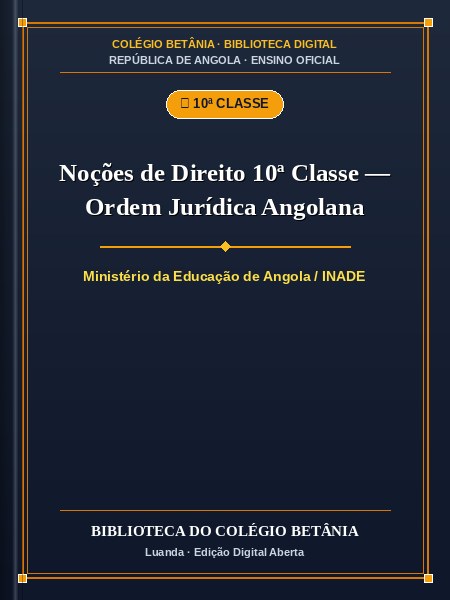 COLÉGIO BETÂNIA · BIBLIOTECA DIGITAL
REPÚBLICA DE ANGOLA · ENSINO OFICIAL
10ª CLASSE
Noções de Direito 10ª Classe —
Ordem Jurídica Angolana
Ministério da Educação de Angola / INADE
BIBLIOTECA DO COLÉGIO BETÂNIA
Luanda · Edição Digital Aberta